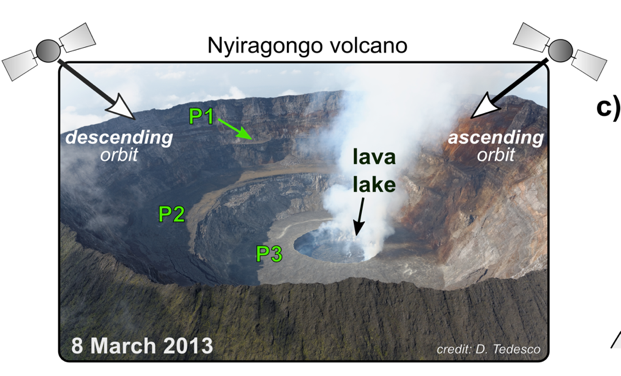 Nyiragongo volcano
c)
P1
descending
orbit
ascending
orbit
lava
lake
P2
P3
8 March 2013
credit: D. Tedesco